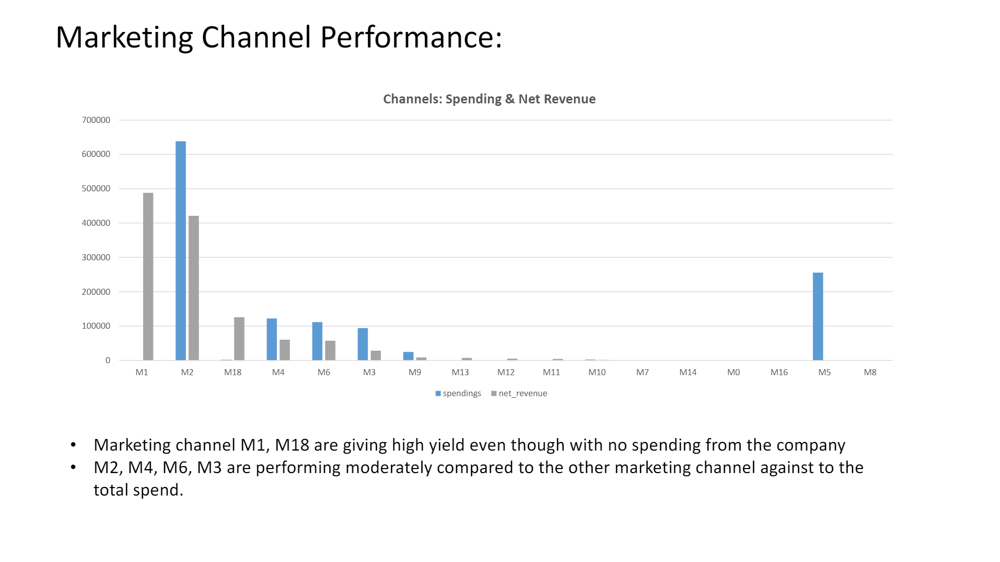 Marketing Channel Performance:
Channels: Spending & Net Revenue
700000
600000
500000
400000
300000
200000
100000
0
M1 M2 M18 M4 M6 M3 M9 M13 M12 M11 M10 M7 M14 M0 M16 M5 M8
spendings net_revenue
• Marketing channel M1, M18 are giving high yield even though with no spending from the company
• M2, M4, M6, M3 are performing moderately compared to the other marketing channel against to the
total spend.